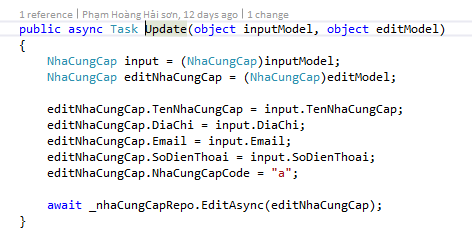 1 reference | Phạm Hoàng Hải sơn, 12 days ago | 1 change
public async Task Update(object inputModel, object editModel)
{
    NhaCungCap input = (NhaCungCap)inputModel;
    NhaCungCap editNhaCungCap = (NhaCungCap)editModel;

    editNhaCungCap.TenNhaCungCap = input.TenNhaCungCap;
    editNhaCungCap.DiaChi = input.DiaChi;
    editNhaCungCap.Email = input.Email;
    editNhaCungCap.SoDienThoai = input.SoDienThoai;
    editNhaCungCap.NhaCungCapCode = "a";

    await _nhaCungCapRepo.EditAsync(editNhaCungCap);
}